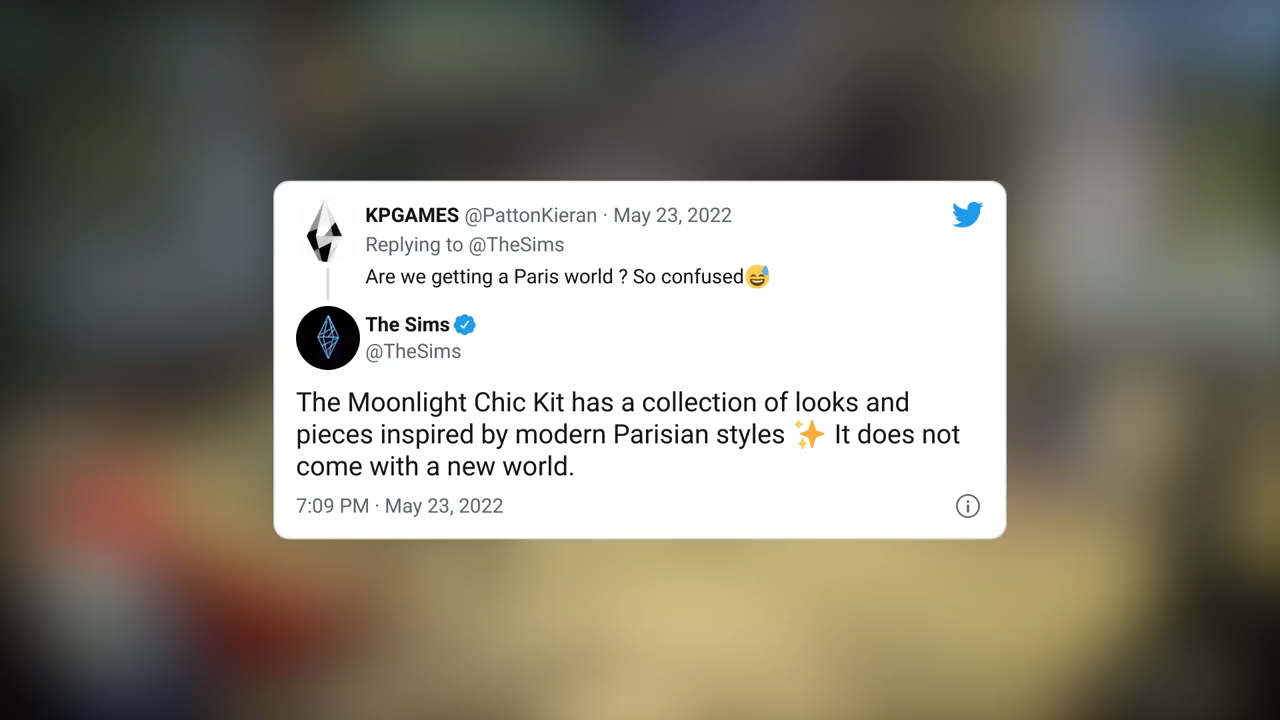 KPGAMES @PattonKieran · May 23, 2022
Replying to @TheSims
Are we getting a Paris world ? So confused😅
The Sims
@TheSims
The Moonlight Chic Kit has a collection of looks and
pieces inspired by modern Parisian styles ✨ It does not
come with a new world.
7:09 PM · May 23, 2022